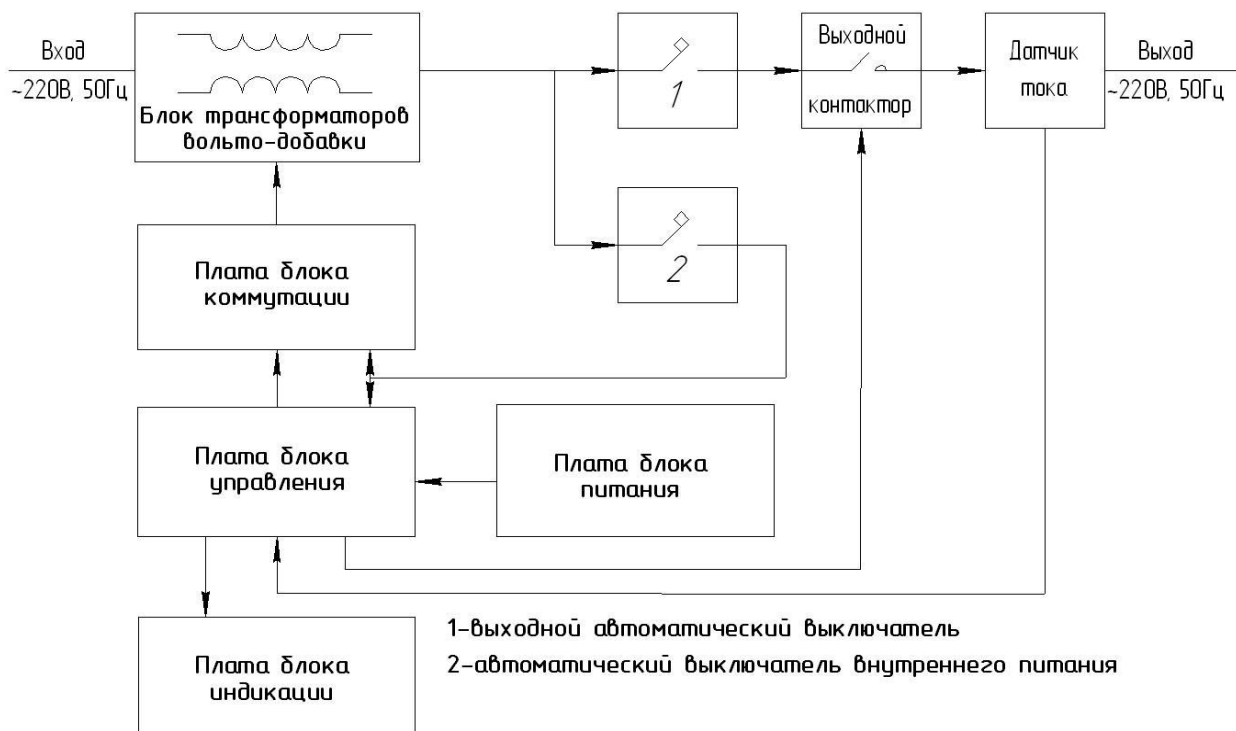 Вход
~220В, 50Гц
Блок трансформаторов
вольто-добавки
1
Выходной
контактор
Датчик
тока
Выход
~220В, 50Гц
2
Плата блока
коммутации
Плата блока
управления
Плата блока
питания
Плата блока
индикации
1-выходной автоматический выключатель
2-автоматический выключатель внутреннего питания